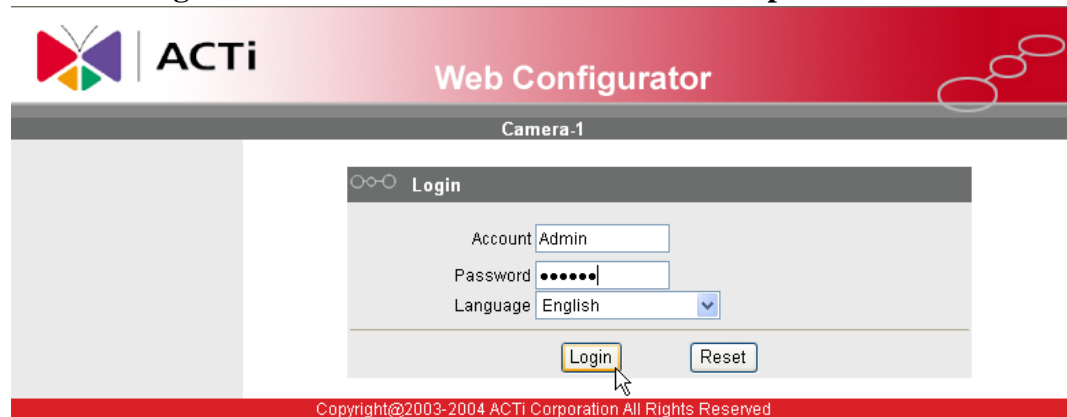 ACTi
Web Configurator
Camera-1
Login
Account Admin
Password ••••••
Language English
Login Reset
Copyright@2003-2004 ACTi Corporation All Rights Reserved